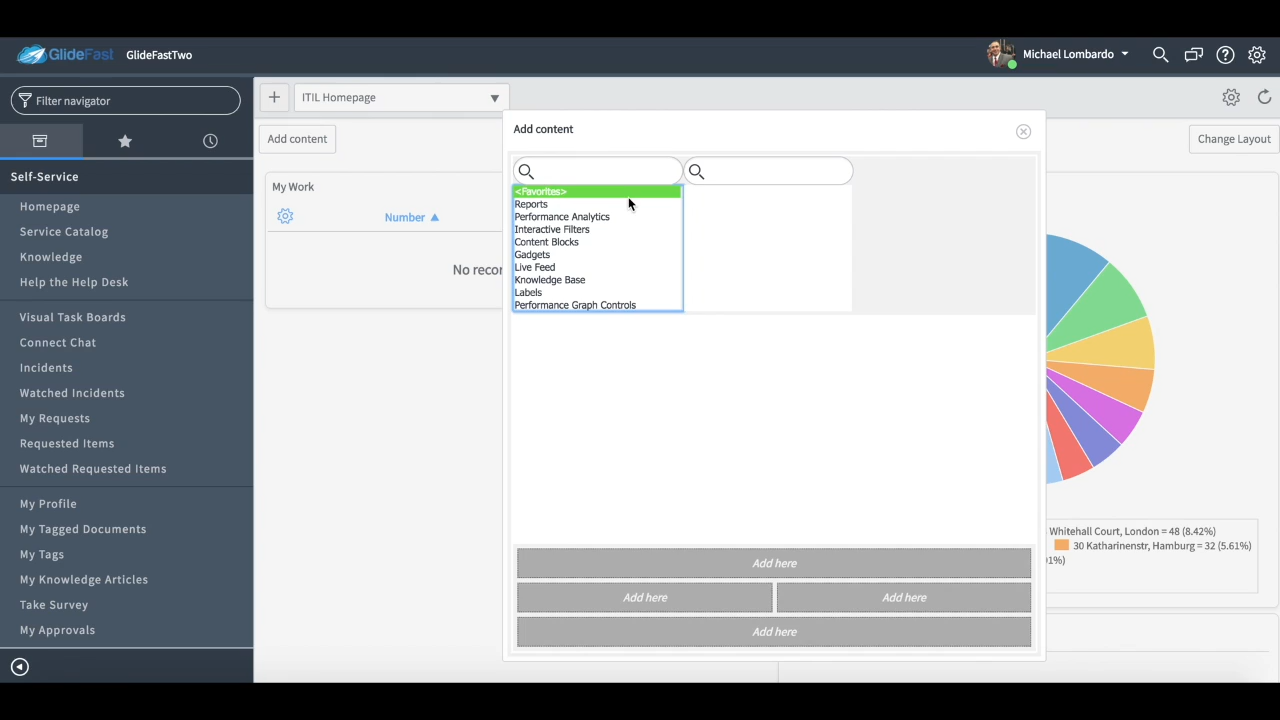 GlideFast GlideFastTwo
Michael Lombardo
Filter navigator
Self-Service
Homepage
Service Catalog
Knowledge
Help the Help Desk
Visual Task Boards
Connect Chat
Incidents
Watched Incidents
My Requests
Requested Items
Watched Requested Items
My Profile
My Tagged Documents
My Tags
My Knowledge Articles
Take Survey
My Approvals
ITIL Homepage
Add content
Change Layout
My Work
Number
No recor
Add content
<Favorites>
Reports
Performance Analytics
Interactive Filters
Content Blocks
Gadgets
Live Feed
Knowledge Base
Labels
Performance Graph Controls
Add here
Add here
Add here
Add here
Whitehall Court, London = 48 (8.42%)
30 Katharinenstr, Hamburg = 32 (5.61%)
1%)